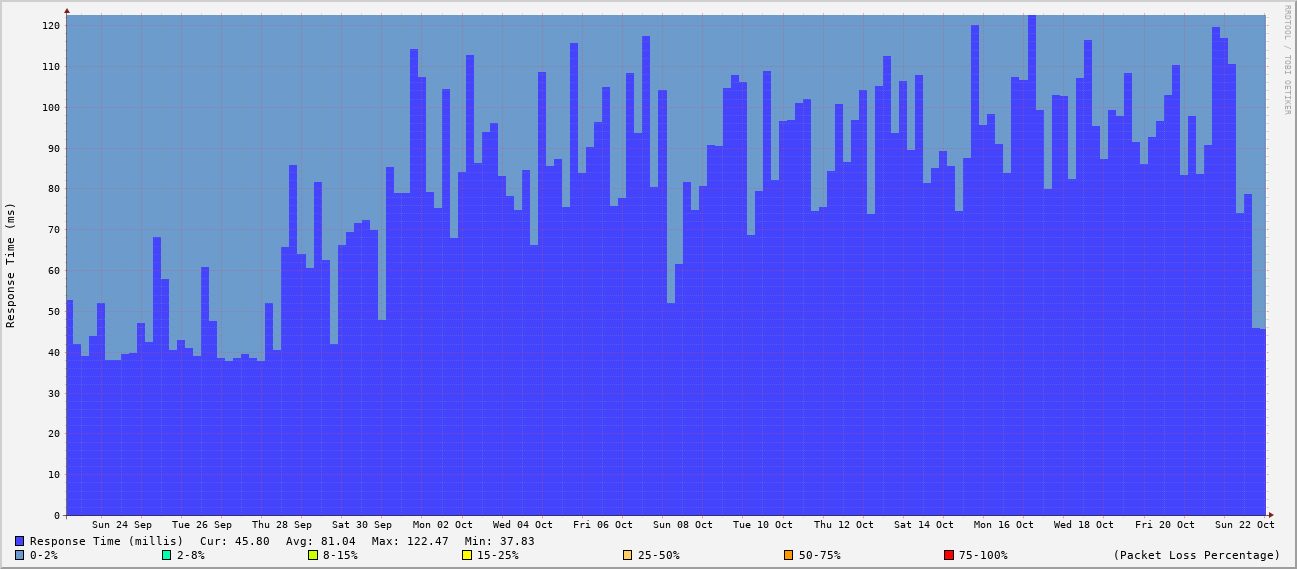 RRDTOOL / TOBI OETIKER
Response Time (ms)
120
110
100
90
80
70
60
50
40
30
20
10
0
Sun 24 Sep Tue 26 Sep Thu 28 Sep Sat 30 Sep Mon 02 Oct Wed 04 Oct Fri 06 Oct Sun 08 Oct Tue 10 Oct Thu 12 Oct Sat 14 Oct Mon 16 Oct Wed 18 Oct Fri 20 Oct Sun 22 Oct
Response Time (millis) Cur: 45.80 Avg: 81.04 Max: 122.47 Min: 37.83
0-2% 2-8% 8-15% 15-25% 25-50% 50-75% 75-100% (Packet Loss Percentage)